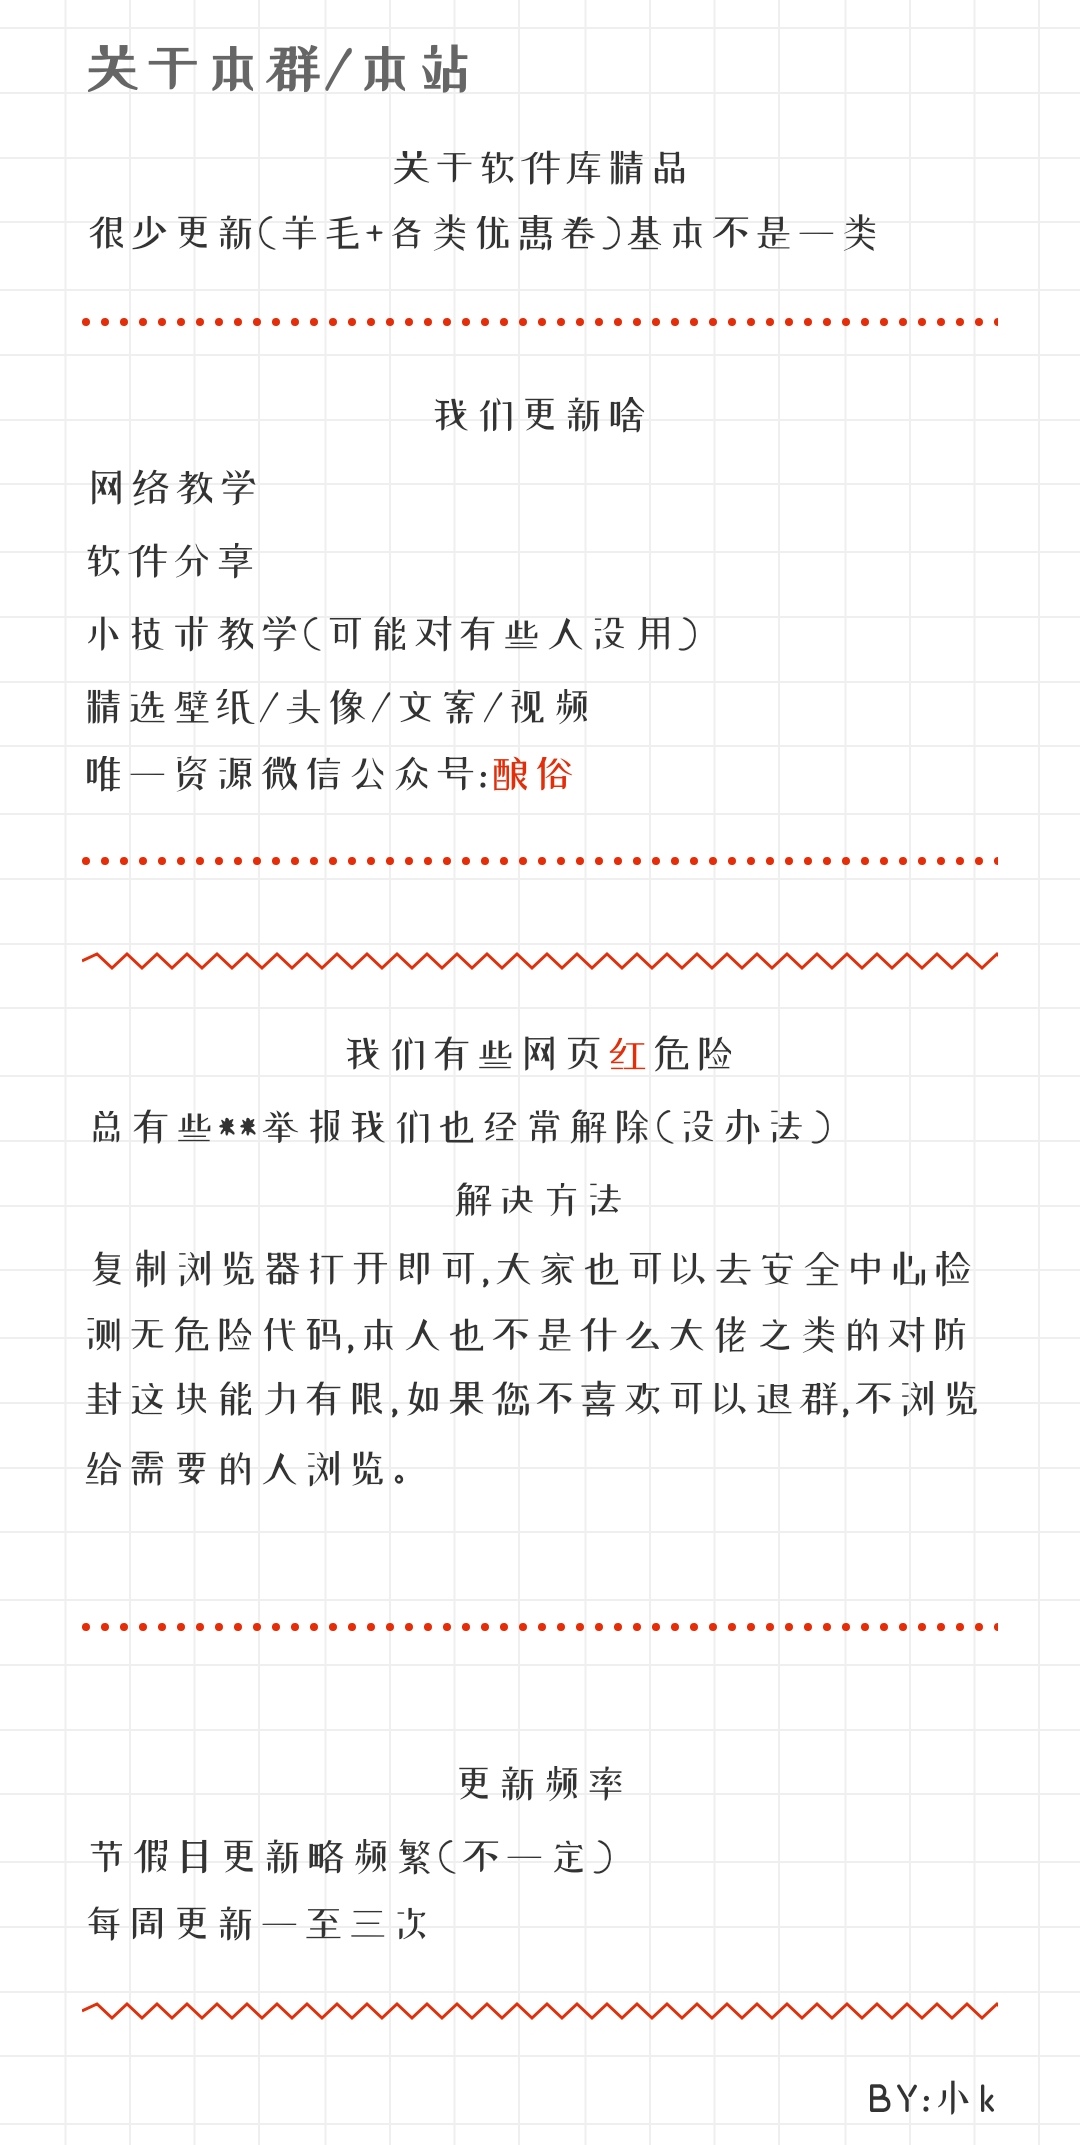 关于本群/本站
关于软件库精品
很少更新(羊毛+各类优惠卷)基本不是一类
我们更新啥
网络教学
软件分享
小技术教学(可能对有些人没用)
精选壁纸/头像/文案/视频
唯一资源微信公众号:酿俗
我们有些网页红危险
总有些**举报我们也经常解除(没办法)
解决方法
复制浏览器打开即可,大家也可以去安全中心检
测无危险代码,本人也不是什么大佬之类的对防
封这块能力有限,如果您不喜欢可以退群,不浏览
给需要的人浏览。
更新频率
节假日更新略频繁(不一定)
每周更新一至三次
BY:小k